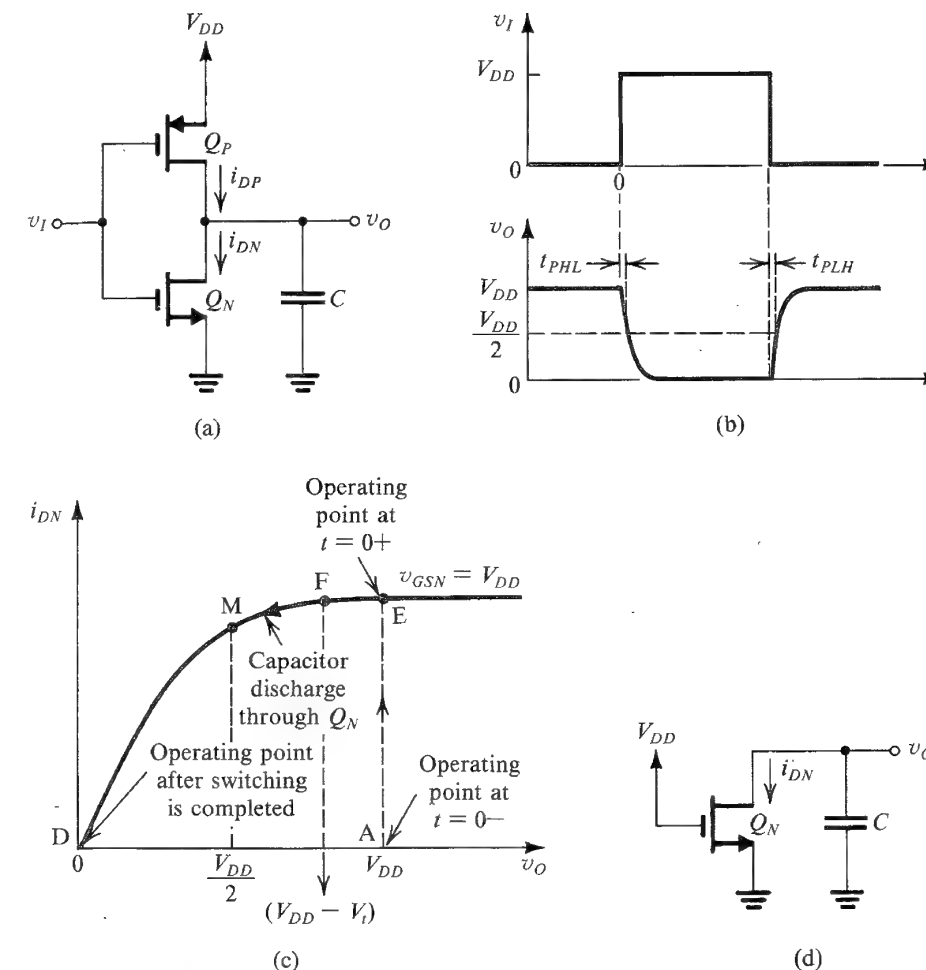 (a)
V_DD
Q_P
i_DP
v_I
v_O
i_DN
Q_N
C
(b)
v_I
V_DD
0
0
v_O
t_PHL
t_PLH
V_DD
V_DD
2
0
(c)
i_DN
Operating
point at
t = 0+
v_GSN = V_DD
F
M
E
Capacitor
discharge
through Q_N
Operating point
after switching
is completed
Operating
point at
t = 0−
D
A
0
V_DD
2
V_DD
v_O
(V_DD − V_t)
(d)
V_DD
i_DN
Q_N
C